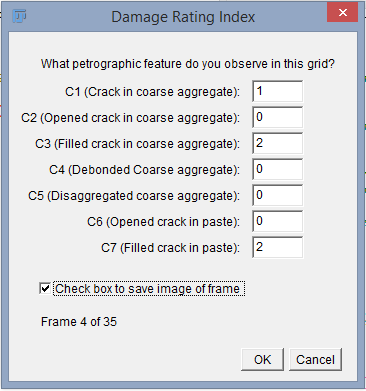 Damage Rating Index
What petrographic feature do you observe in this grid?
C1 (Crack in coarse aggregate): 1
C2 (Opened crack in coarse aggregate): 0
C3 (Filled crack in coarse aggregate): 2
C4 (Debonded Coarse aggregate): 0
C5 (Disaggregated coarse aggregate): 0
C6 (Opened crack in paste): 0
C7 (Filled crack in paste): 2
Check box to save image of frame
Frame 4 of 35
OK Cancel